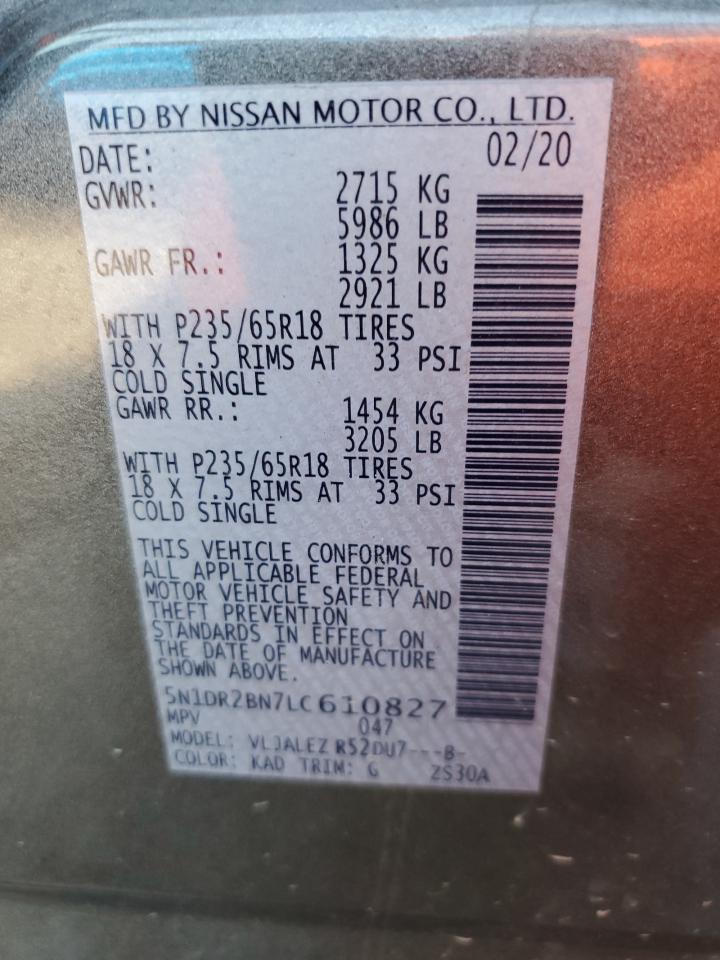 MFD BY NISSAN MOTOR CO., LTD.
DATE: 02/20
GVWR: 2715 KG
5986 LB
GAWR FR.: 1325 KG
2921 LB
WITH P235/65R18 TIRES
18 X 7.5 RIMS AT 33 PSI
COLD SINGLE
GAWR RR.: 1454 KG
3205 LB
WITH P235/65R18 TIRES
18 X 7.5 RIMS AT 33 PSI
COLD SINGLE
THIS VEHICLE CONFORMS TO
ALL APPLICABLE FEDERAL
MOTOR VEHICLE SAFETY AND
THEFT PREVENTION
STANDARDS IN EFFECT ON
THE DATE OF MANUFACTURE
SHOWN ABOVE.
5N1DR2BN7LC610827
MPV 047
MODEL: VLJALEZ R52DU7---B-
COLOR: KAD TRIM: G 2S30A